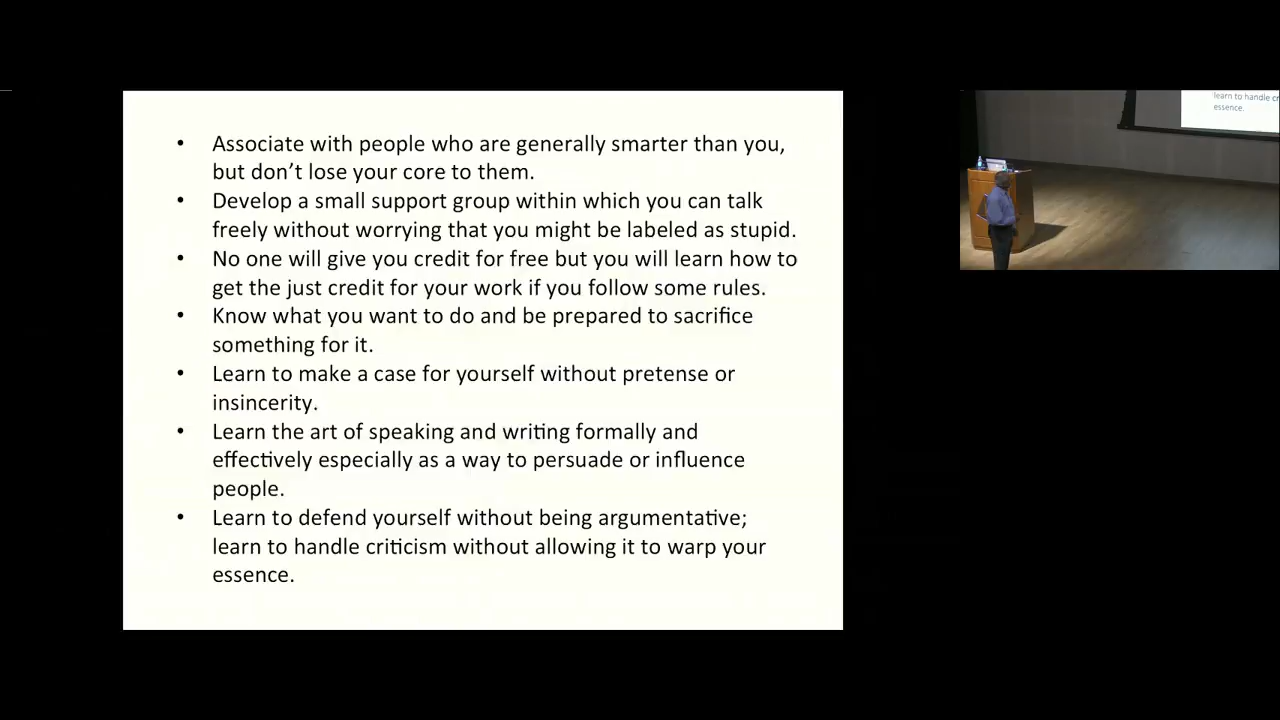 • Associate with people who are generally smarter than you,
but don’t lose your core to them.
• Develop a small support group within which you can talk
freely without worrying that you might be labeled as stupid.
• No one will give you credit for free but you will learn how to
get the just credit for your work if you follow some rules.
• Know what you want to do and be prepared to sacrifice
something for it.
• Learn to make a case for yourself without pretense or
insincerity.
• Learn the art of speaking and writing formally and
effectively especially as a way to persuade or influence
people.
• Learn to defend yourself without being argumentative;
learn to handle criticism without allowing it to warp your
essence.
learn to handle cr
essence.